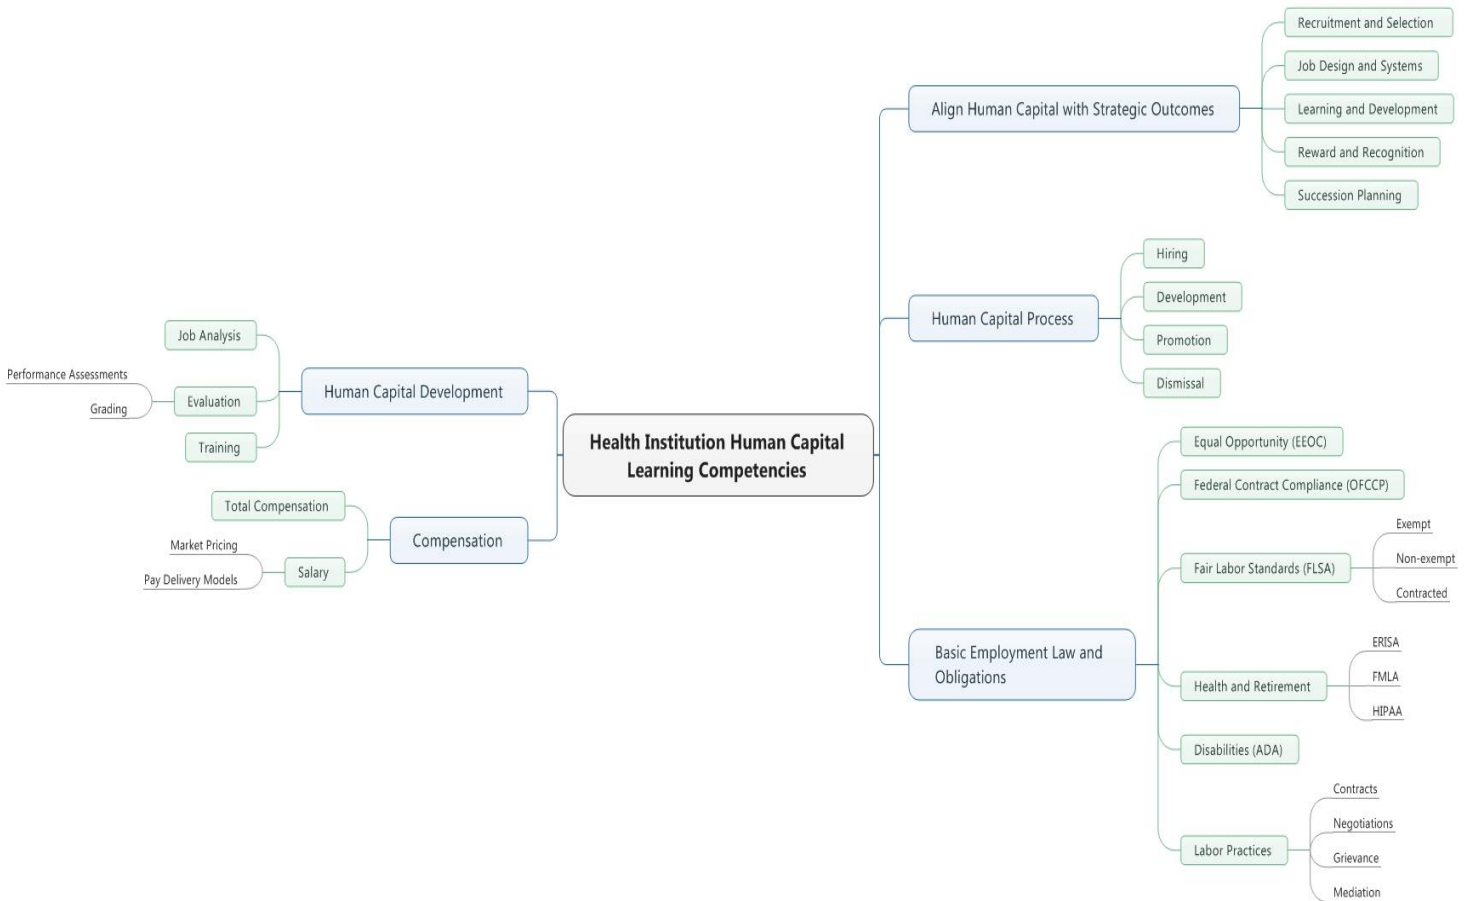 Health Institution Human Capital
Learning Competencies
Align Human Capital with Strategic Outcomes
Recruitment and Selection
Job Design and Systems
Learning and Development
Reward and Recognition
Succession Planning
Human Capital Process
Hiring
Development
Promotion
Dismissal
Basic Employment Law and
Obligations
Equal Opportunity (EEOC)
Federal Contract Compliance (OFCCP)
Fair Labor Standards (FLSA)
Exempt
Non-exempt
Contracted
Health and Retirement
ERISA
FMLA
HIPAA
Disabilities (ADA)
Labor Practices
Contracts
Negotiations
Grievance
Mediation
Human Capital Development
Job Analysis
Evaluation
Performance Assessments
Grading
Training
Compensation
Total Compensation
Salary
Market Pricing
Pay Delivery Models